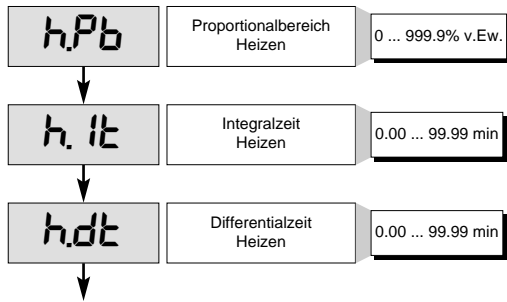 h.Pb
Proportionalbereich
Heizen
0 ... 999.9% v.Ew.
h. It
Integralzeit
Heizen
0.00 ... 99.99 min
h.dt
Differentialzeit
Heizen
0.00 ... 99.99 min